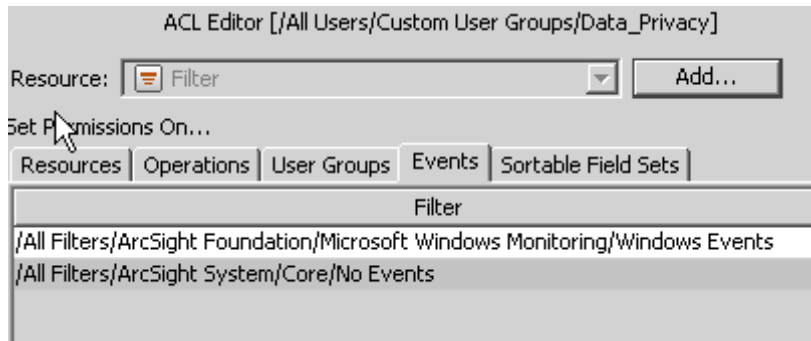 ACL Editor [/All Users/Custom User Groups/Data_Privacy]
Resource: Filter Add...
Set Permissions On...
Resources Operations User Groups Events Sortable Field Sets
Filter
/All Filters/ArcSight Foundation/Microsoft Windows Monitoring/Windows Events
/All Filters/ArcSight System/Core/No Events